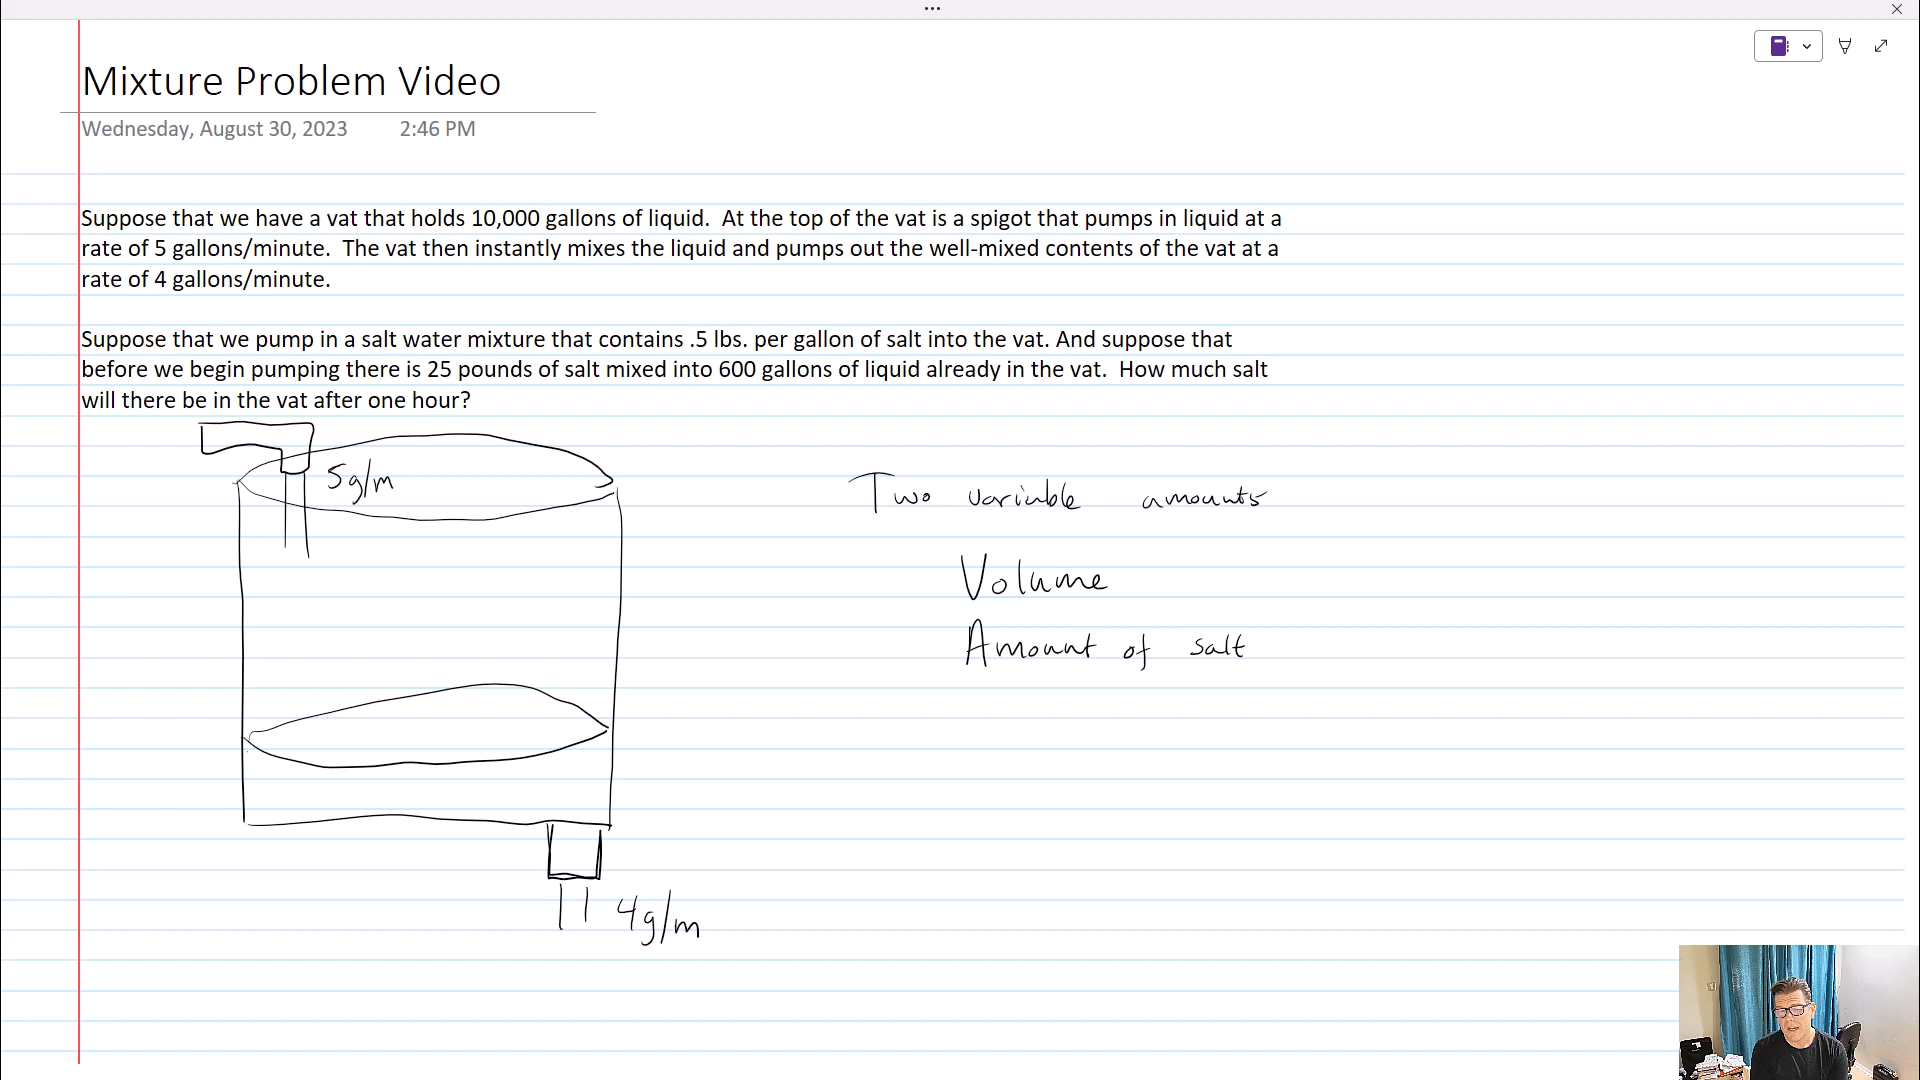 Mixture Problem Video
Wednesday, August 30, 2023 2:46 PM
Suppose that we have a vat that holds 10,000 gallons of liquid. At the top of the vat is a spigot that pumps in liquid at a
rate of 5 gallons/minute. The vat then instantly mixes the liquid and pumps out the well-mixed contents of the vat at a
rate of 4 gallons/minute.
Suppose that we pump in a salt water mixture that contains .5 lbs. per gallon of salt into the vat. And suppose that
before we begin pumping there is 25 pounds of salt mixed into 600 gallons of liquid already in the vat. How much salt
will there be in the vat after one hour?
5g/m
Two variable amounts
Volume
Amount of salt
4g/m